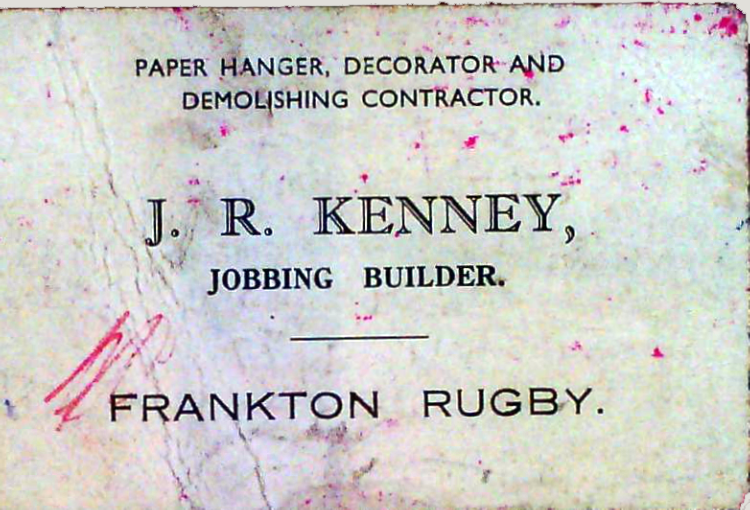 PAPER HANGER, DECORATOR AND
DEMOLISHING CONTRACTOR.
J. R. KENNEY,
JOBBING BUILDER.
FRANKTON RUGBY.